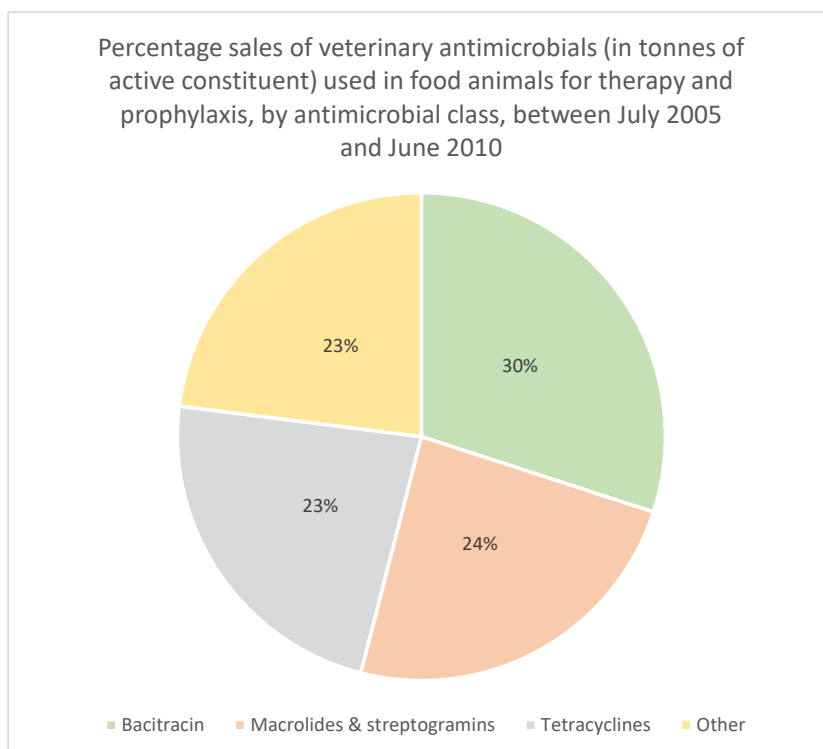 Percentage sales of veterinary antimicrobials (in tonnes of
active constituent) used in food animals for therapy and
prophylaxis, by antimicrobial class, between July 2005
and June 2010
23%
30%
23%
24%
Bacitracin Macrolides & streptogramins Tetracyclines Other